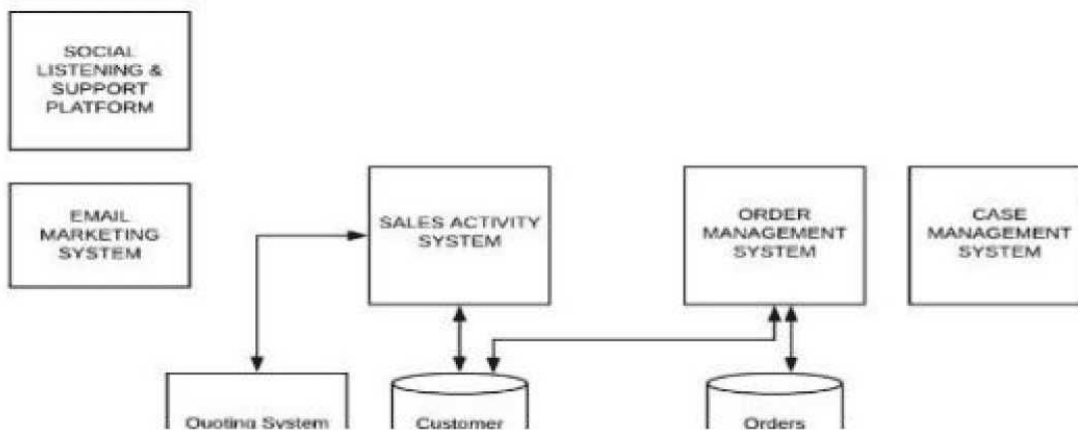 SOCIAL
LISTENING &
SUPPORT
PLATFORM
EMAIL
MARKETING
SYSTEM
SALES ACTIVITY
SYSTEM
ORDER
MANAGEMENT
SYSTEM
CASE
MANAGEMENT
SYSTEM
Quoting System
Customer
Orders